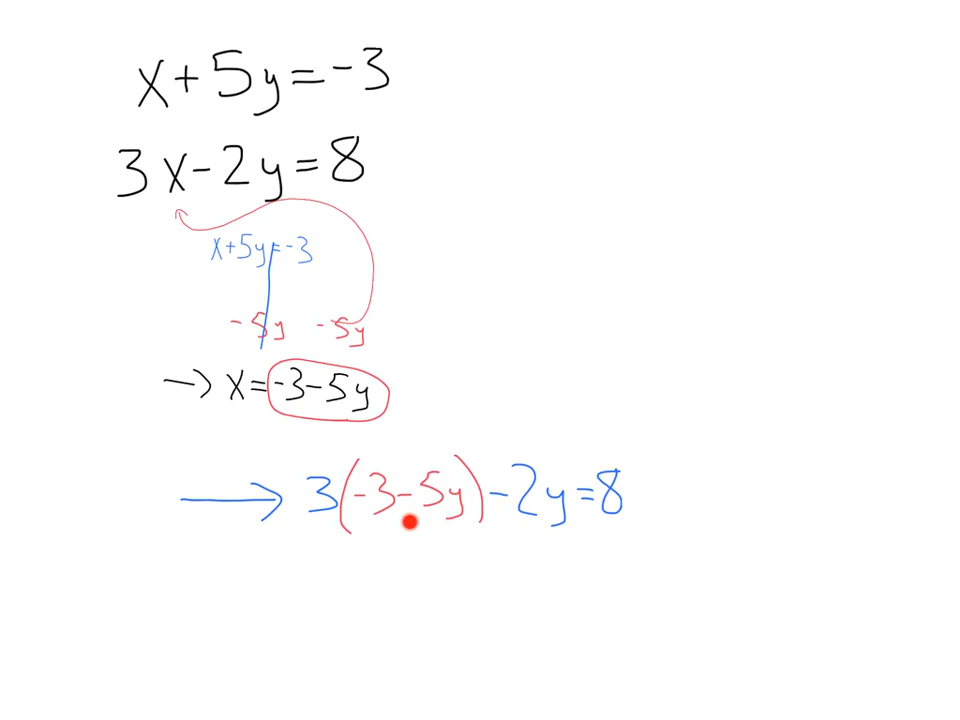 x+5y=-3
3x-2y=8
x+5y=-3
-5y -5y
→ x=-3-5y
→ 3(-3-5y)-2y=8